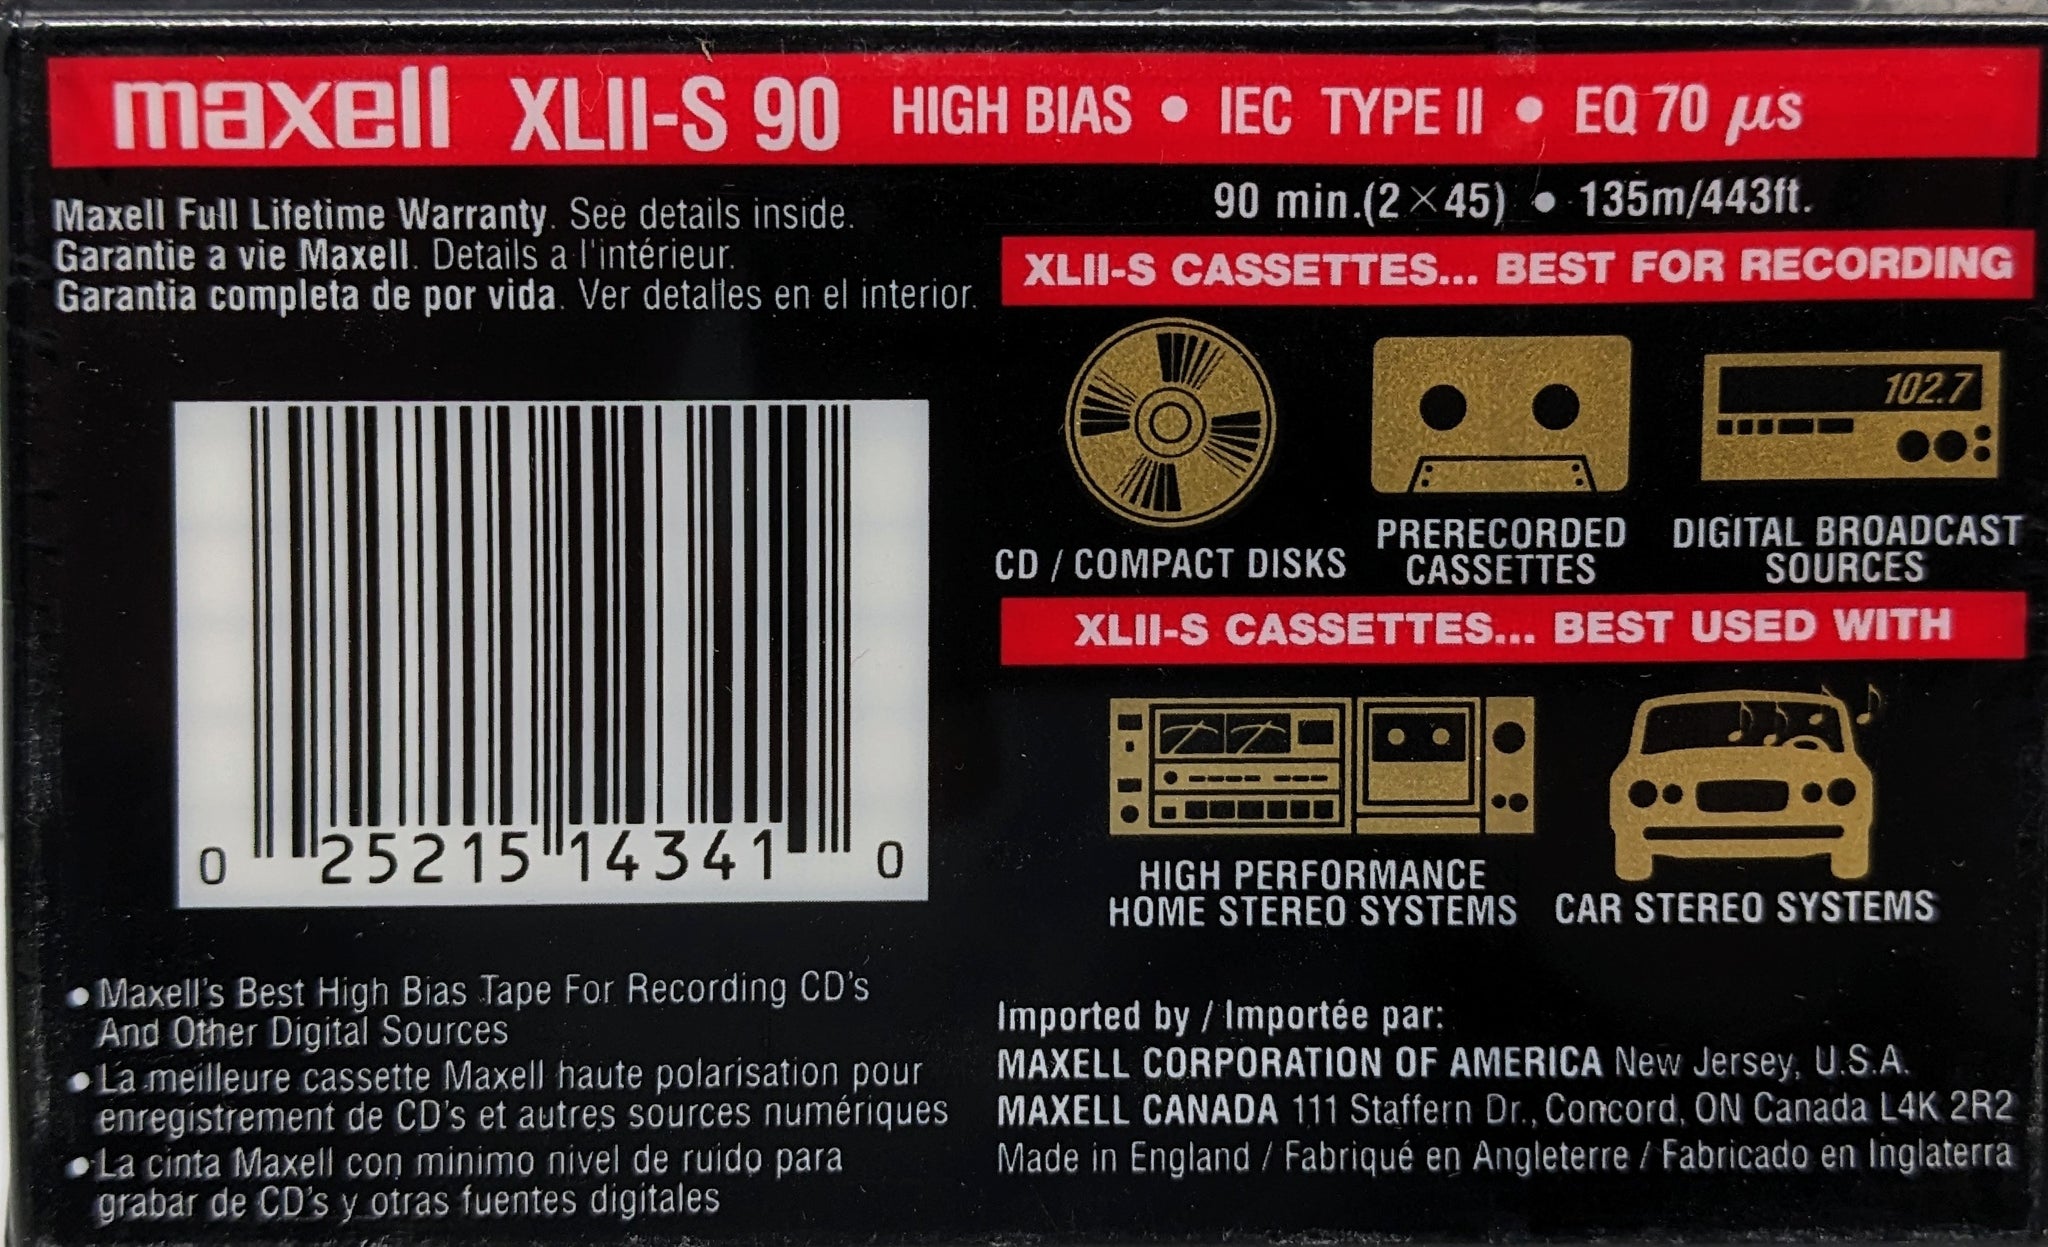 maxell XLII-S 90 HIGH BIAS • IEC TYPE II • EQ 70 µs
90 min.(2×45) • 135m/443ft.
Maxell Full Lifetime Warranty. See details inside.
Garantie a vie Maxell. Details a l'intérieur.
Garantia completa de por vida. Ver detalles en el interior.
0 25215 14341 0
• Maxell's Best High Bias Tape For Recording CD's
And Other Digital Sources
• La meilleure cassette Maxell haute polarisation pour
enregistrement de CD's et autres sources numériques
• La cinta Maxell con minimo nivel de ruido para
grabar de CD's y otras fuentes digitales
XLII-S CASSETTES... BEST FOR RECORDING
102.7
CD / COMPACT DISKS
PRERECORDED
CASSETTES
DIGITAL BROADCAST
SOURCES
XLII-S CASSETTES... BEST USED WITH
HIGH PERFORMANCE
HOME STEREO SYSTEMS
CAR STEREO SYSTEMS
Imported by / Importée par:
MAXELL CORPORATION OF AMERICA New Jersey, U.S.A.
MAXELL CANADA 111 Staffern Dr., Concord, ON Canada L4K 2R2
Made in England / Fabriqué en Angleterre / Fabricado en Inglaterra